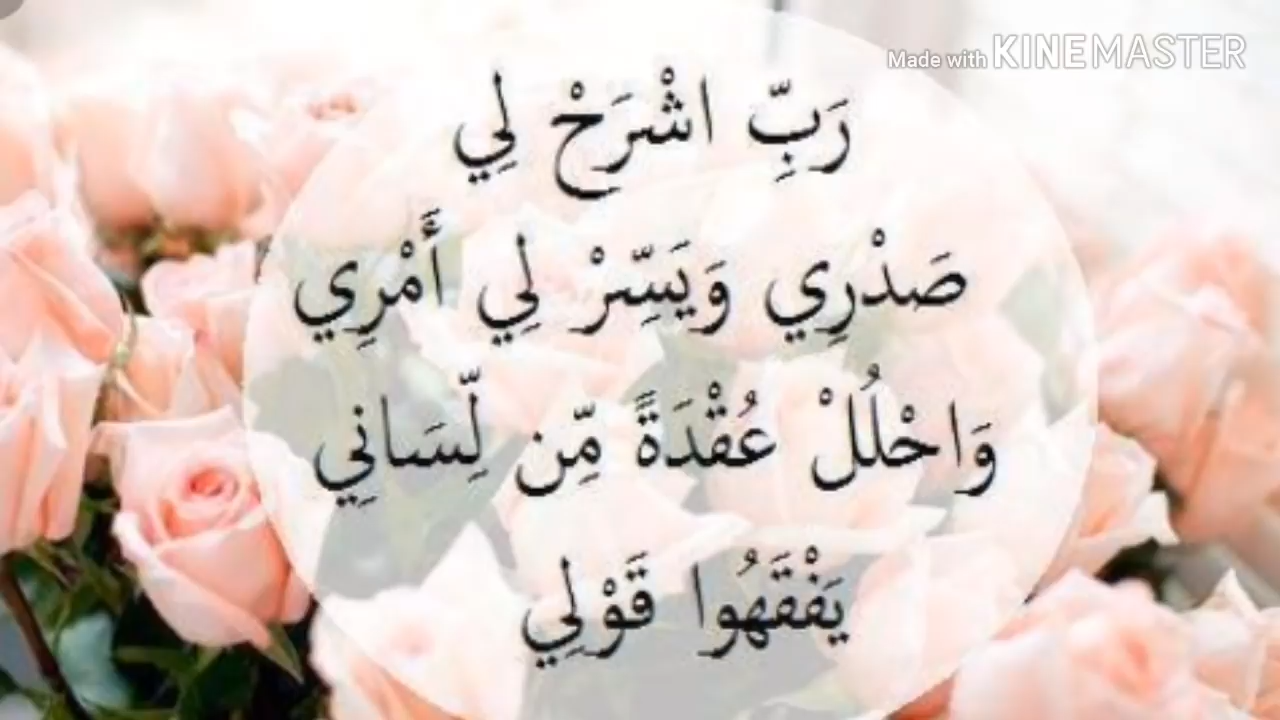 Made with KINEMASTER
رَبِّ اشْرَحْ لِي
صَدْرِي وَيَسِّرْ لِي أَمْرِي
وَاحْلُلْ عُقْدَةً مِّن لِّسَانِي
يَفْقَهُوا قَوْلِي